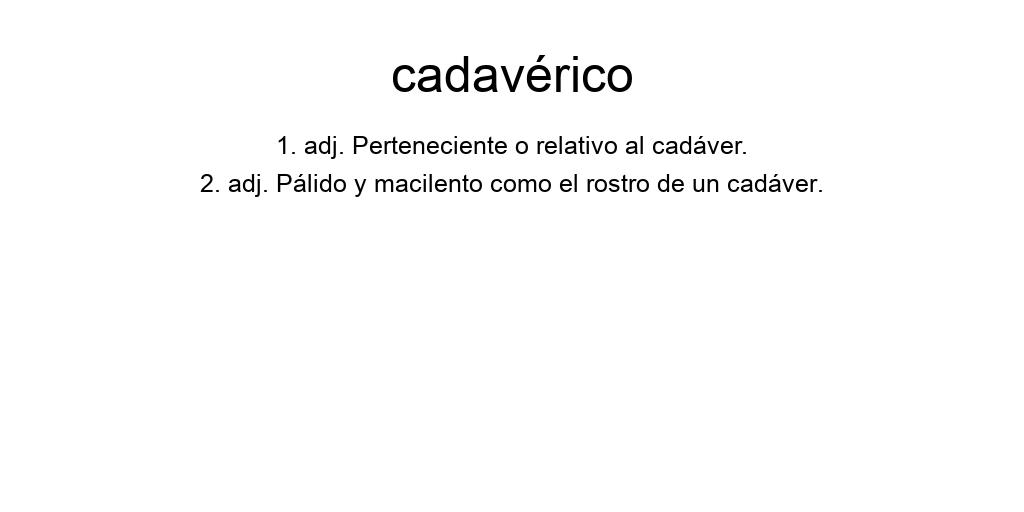 cadavérico
1. adj. Perteneciente o relativo al cadáver.
2. adj. Pálido y macilento como el rostro de un cadáver.